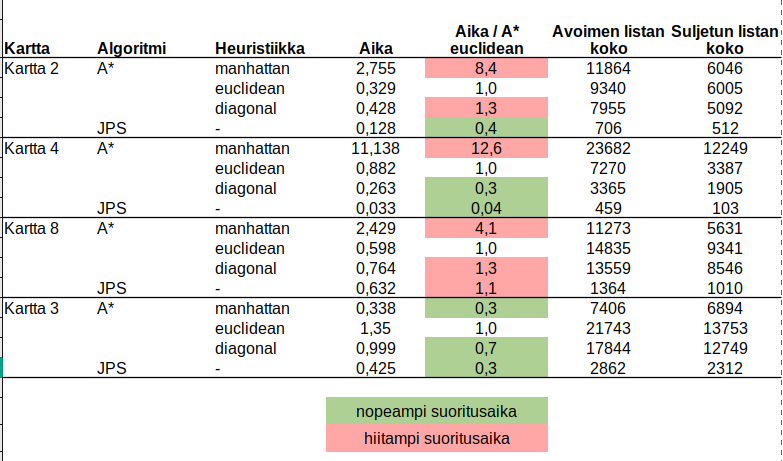 Kartta Algoritmi Heuristiikka Aika Aika / A* euclidean Avoimen listan koko Suljetun listan koko
Kartta 2 A* manhattan 2,755 8,4 11864 6046
euclidean 0,329 1,0 9340 6005
diagonal 0,428 1,3 7955 5092
JPS - 0,128 0,4 706 512
Kartta 4 A* manhattan 11,138 12,6 23682 12249
euclidean 0,882 1,0 7270 3387
diagonal 0,263 0,3 3365 1905
JPS - 0,033 0,04 459 103
Kartta 8 A* manhattan 2,429 4,1 11273 5631
euclidean 0,598 1,0 14835 9341
diagonal 0,764 1,3 13559 8546
JPS - 0,632 1,1 1364 1010
Kartta 3 A* manhattan 0,338 0,3 7406 6894
euclidean 1,35 1,0 21743 13753
diagonal 0,999 0,7 17844 12749
JPS - 0,425 0,3 2862 2312
nopeampi suoritusaika
hiitampi suoritusaika